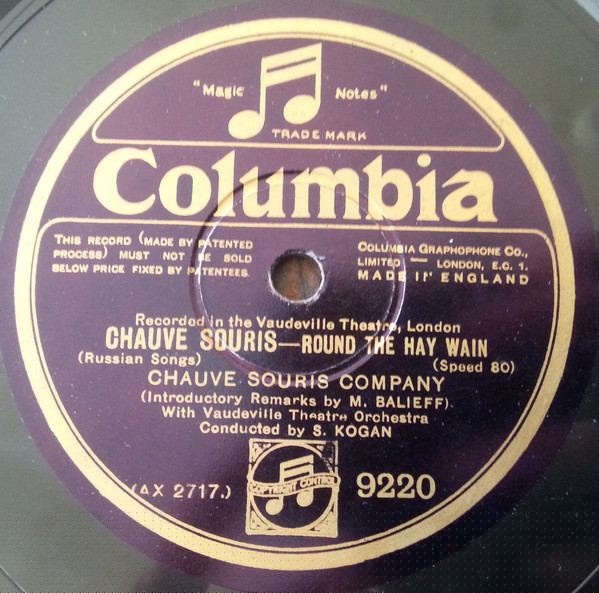 "Magic Notes"
TRADE MARK
Columbia
THIS RECORD (MADE BY PATENTED
PROCESS) MUST NOT BE SOLD
BELOW PRICE FIXED BY PATENTEES.
COLUMBIA GRAPHOPHONE CO.,
LIMITED — LONDON, E.C. 1.
MADE IN ENGLAND
Recorded in the Vaudeville Theatre, London
CHAUVE SOURIS—ROUND THE HAY WAIN
(Russian Songs) (Speed 80)
CHAUVE SOURIS COMPANY
(Introductory Remarks by M. BALIEFF)
With Vaudeville Theatre Orchestra
Conducted by S. KOGAN
COPYRIGHT CONTROL
(AX 2717.) 9220